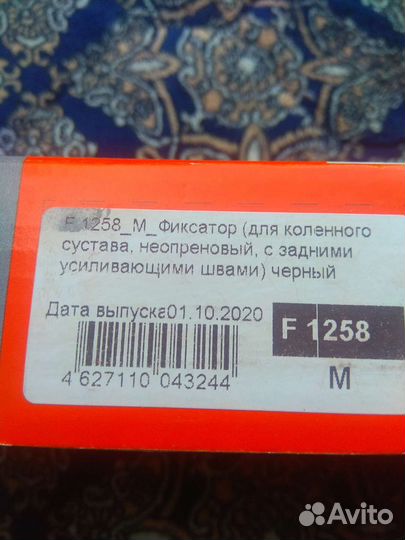 F 1258_M_Фиксатор (для коленного
сустава, неопреновый, с задними
усиливающими швами) черный
Дата выпуска01.10.2020
F 1258
4 627110 043244
M
Avito